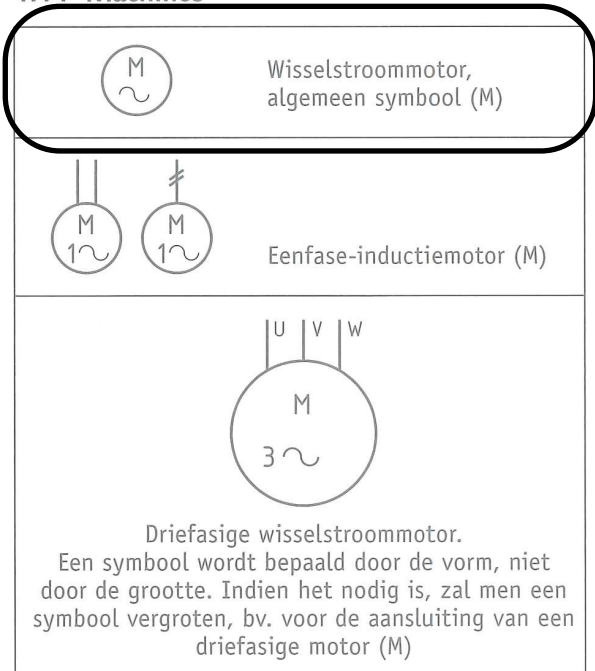 M
Wisselstroommotor,
algemeen symbool (M)
M
1
M
1
Eenfase-inductiemotor (M)
U V W
M
3
Driefasige wisselstroommotor.
Een symbool wordt bepaald door de vorm, niet
door de grootte. Indien het nodig is, zal men een
symbool vergroten, bv. voor de aansluiting van een
driefasige motor (M)